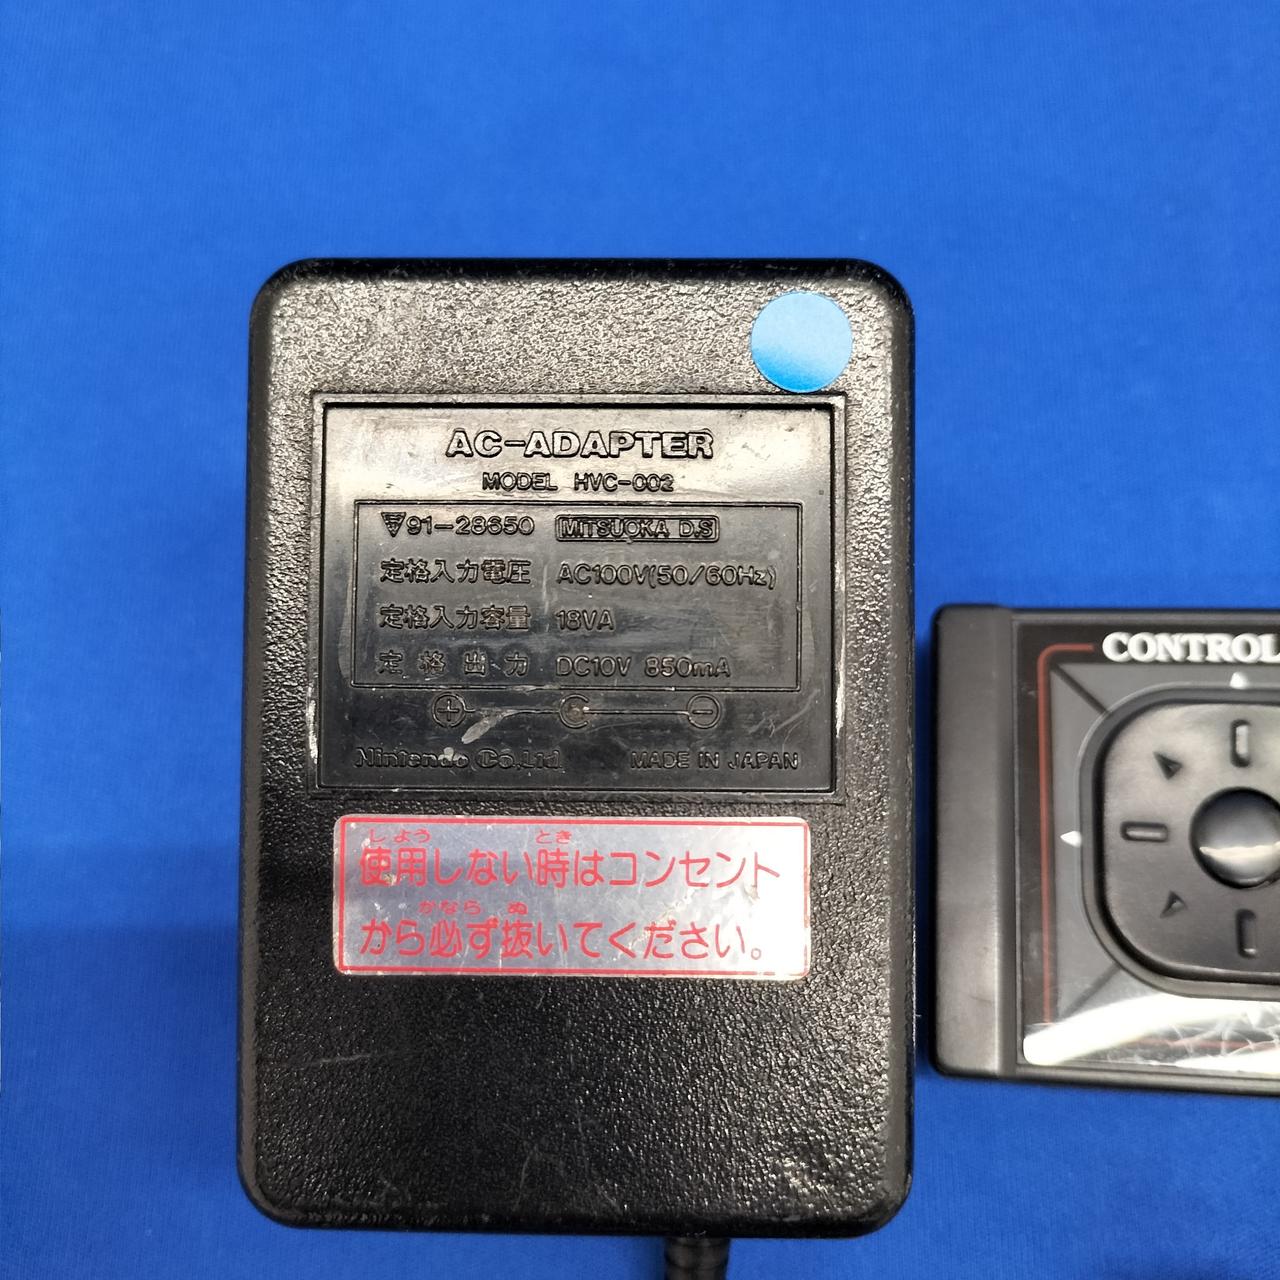 AC-ADAPTER
MODEL HVC-002
91-28650 MITSUOKA D.S
定格入力電圧 AC100V(50/60Hz)
定格入力容量 18VA
定格出力 DC10V 850mA
Nintendo Co.,Ltd. MADE IN JAPAN
しよう とき
使用しない時はコンセント
かなら ぬ
から必ず抜いてください。
CONTROL